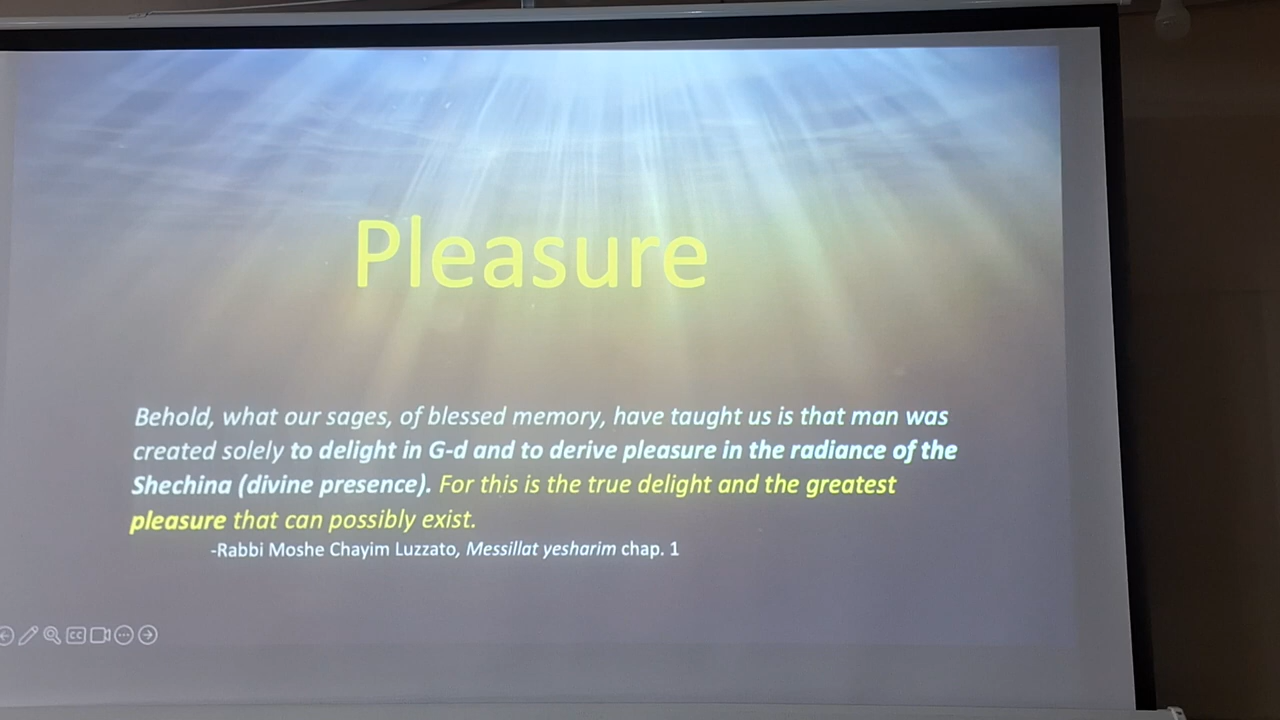 Pleasure
Behold, what our sages, of blessed memory, have taught us is that man was
created solely to delight in G-d and to derive pleasure in the radiance of the
Shechina (divine presence). For this is the true delight and the greatest
pleasure that can possibly exist.
-Rabbi Moshe Chayim Luzzato, Messillat yesharim chap. 1
CC